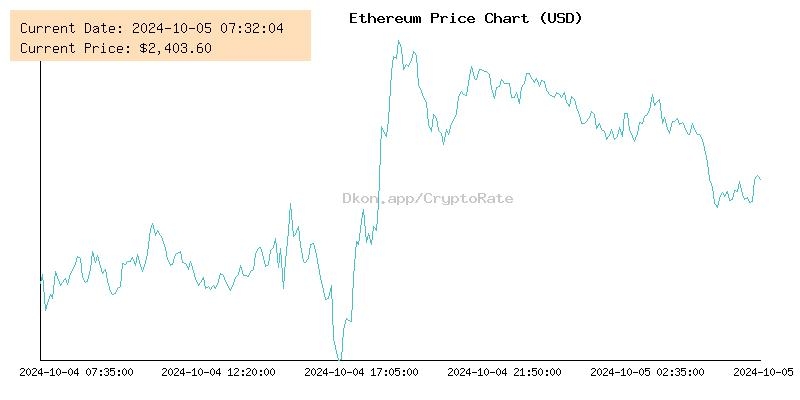 Ethereum Price Chart (USD)
Current Date: 2024-10-05 07:32:04
Current Price: $2,403.60
Dkon.app/CryptoRate
2024-10-04 07:35:00
2024-10-04 12:20:00
2024-10-04 17:05:00
2024-10-04 21:50:00
2024-10-05 02:35:00
2024-10-05